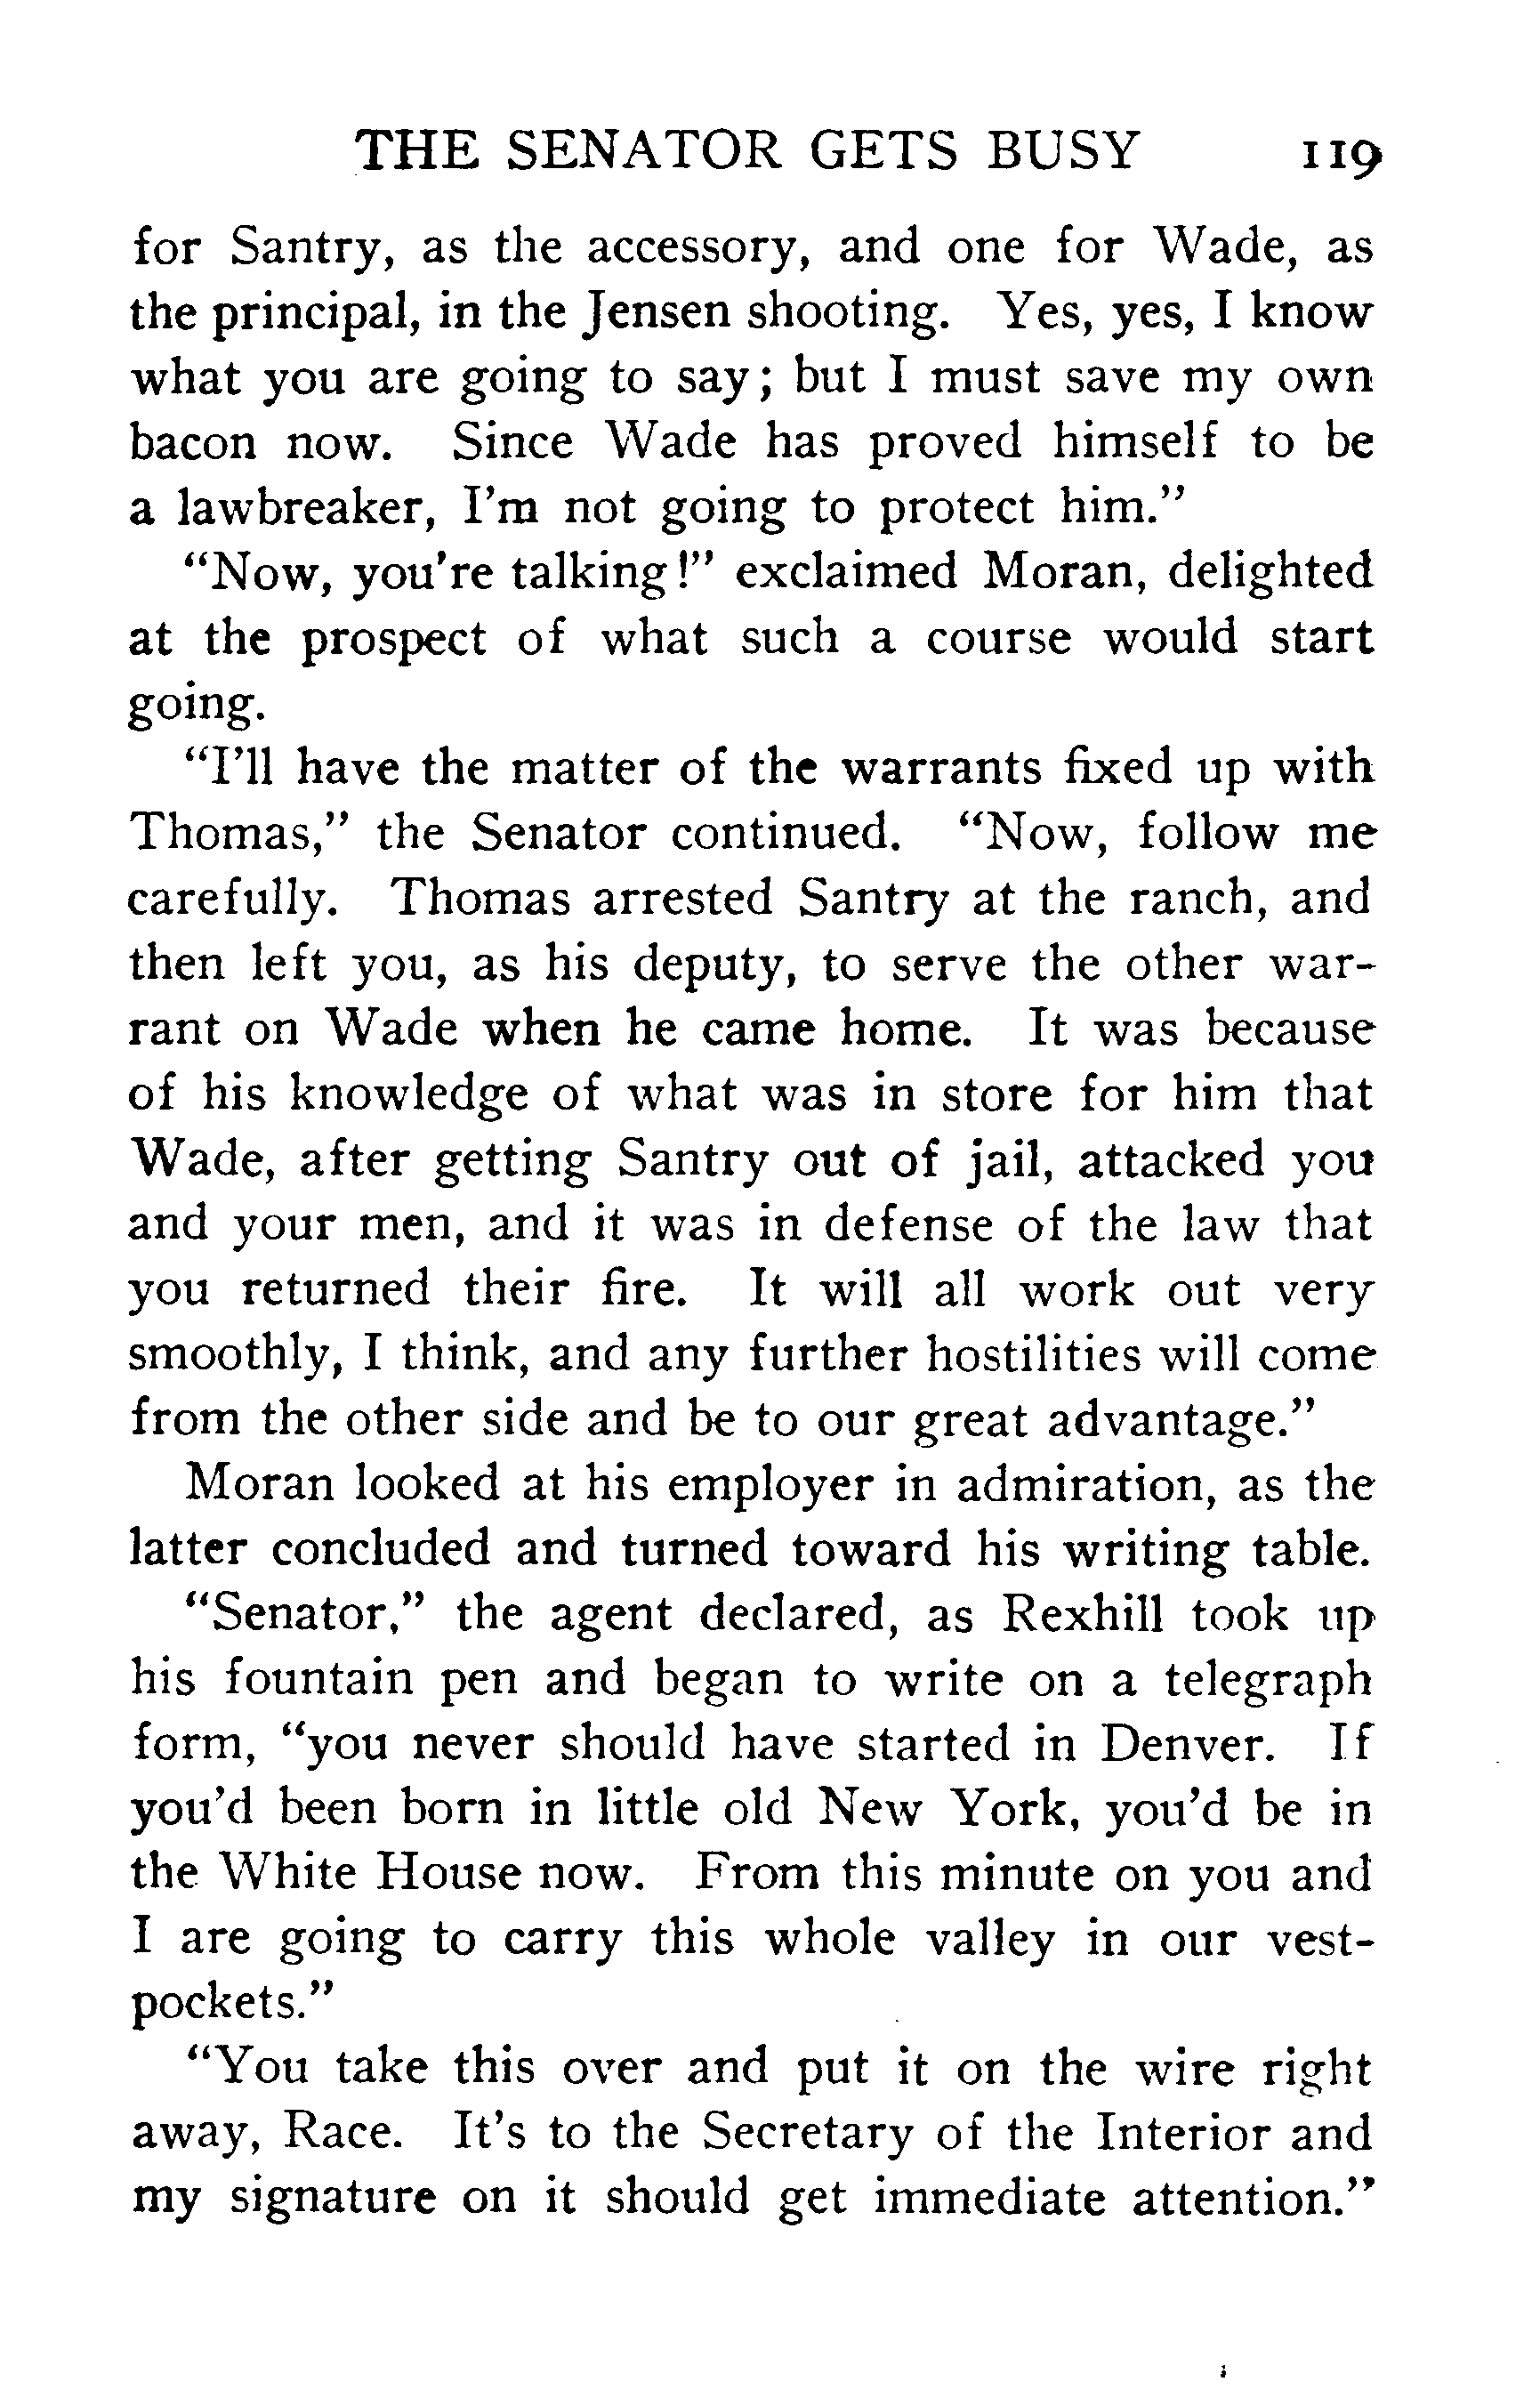 THE SENATOR GETS BUSY 119
for Santry, as the accessory, and one for Wade, as
the principal, in the Jensen shooting. Yes, yes, I know
what you are going to say; but I must save my own
bacon now. Since Wade has proved himself to be
a lawbreaker, I'm not going to protect him."
"Now, you're talking!" exclaimed Moran, delighted
at the prospect of what such a course would start
going.
"I'll have the matter of the warrants fixed up with
Thomas," the Senator continued. "Now, follow me
carefully. Thomas arrested Santry at the ranch, and
then left you, as his deputy, to serve the other war-
rant on Wade when he came home. It was because
of his knowledge of what was in store for him that
Wade, after getting Santry out of jail, attacked you
and your men, and it was in defense of the law that
you returned their fire. It will all work out very
smoothly, I think, and any further hostilities will come
from the other side and be to our great advantage."
Moran looked at his employer in admiration, as the
latter concluded and turned toward his writing table.
"Senator," the agent declared, as Rexhill took up
his fountain pen and began to write on a telegraph
form, "you never should have started in Denver. If
you'd been born in little old New York, you'd be in
the White House now. From this minute on you and
I are going to carry this whole valley in our vest-
pockets."
"You take this over and put it on the wire right
away, Race. It's to the Secretary of the Interior and
my signature on it should get immediate attention."